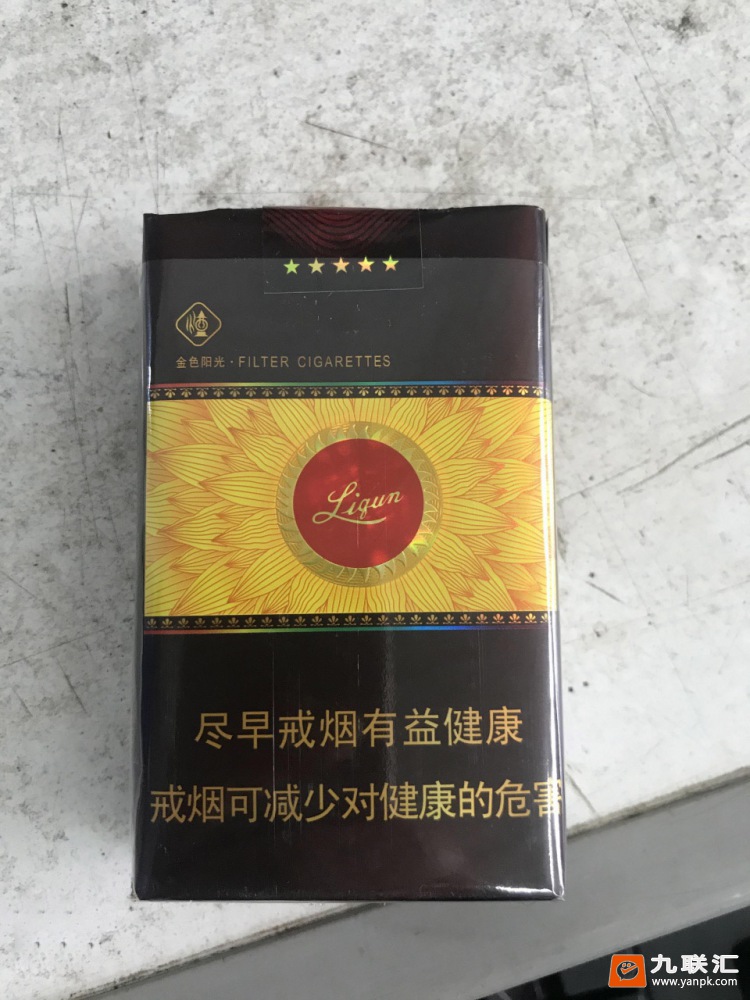 金色阳光·FILTER CIGARETTES
Liqun
尽早戒烟有益健康
戒烟可减少对健康的危害
九联汇
www.yanpk.com